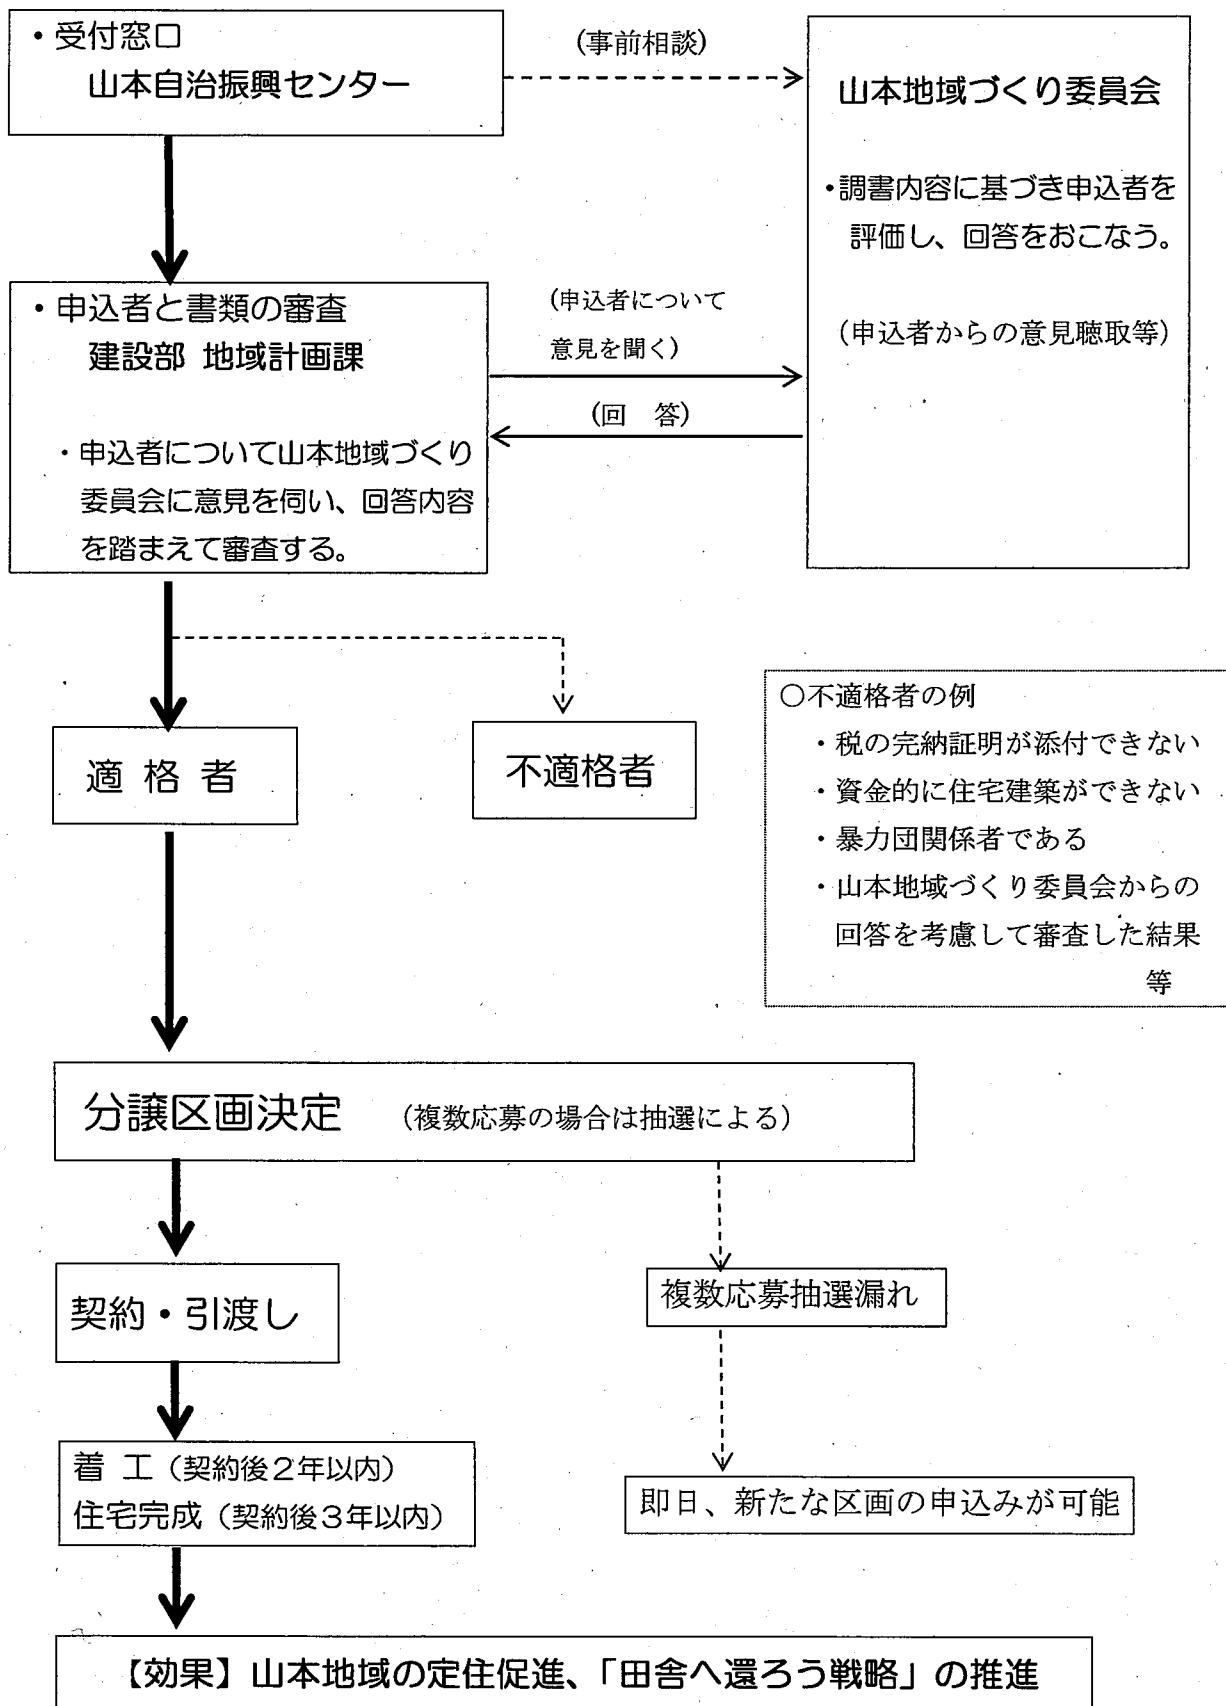 ・受付窓口
山本自治振興センター
(事前相談)
山本地域づくり委員会
・調書内容に基づき申込者を
評価し、回答をおこなう。
(申込者からの意見聴取等)
・申込者と書類の審査
建設部 地域計画課
・申込者について山本地域づくり
委員会に意見を伺い、回答内容
を踏まえて審査する。
(申込者について
意見を聞く)
(回 答)
適 格 者
不適格者
○不適格者の例
・税の完納証明が添付できない
・資金的に住宅建築ができない
・暴力団関係者である
・山本地域づくり委員会からの
回答を考慮して審査した結果
等
分譲区画決定 (複数応募の場合は抽選による)
契約・引渡し
複数応募抽選漏れ
着 工(契約後2年以内)
住宅完成(契約後3年以内)
即日、新たな区画の申込みが可能
【効果】山本地域の定住促進、「田舎へ還ろう戦略」の推進